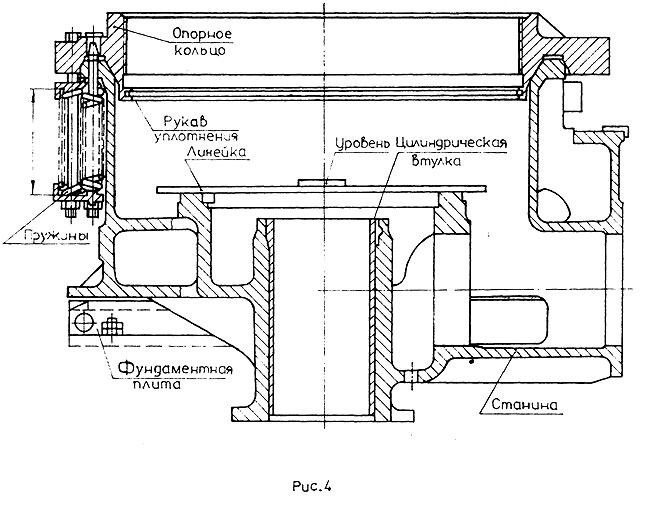 Опорное
кольцо
Рукав
уплотнения
Линейка
Уровень
Цилиндрическая
втулка
Пружины
Фундаментная
плита
Станина
Рис.4